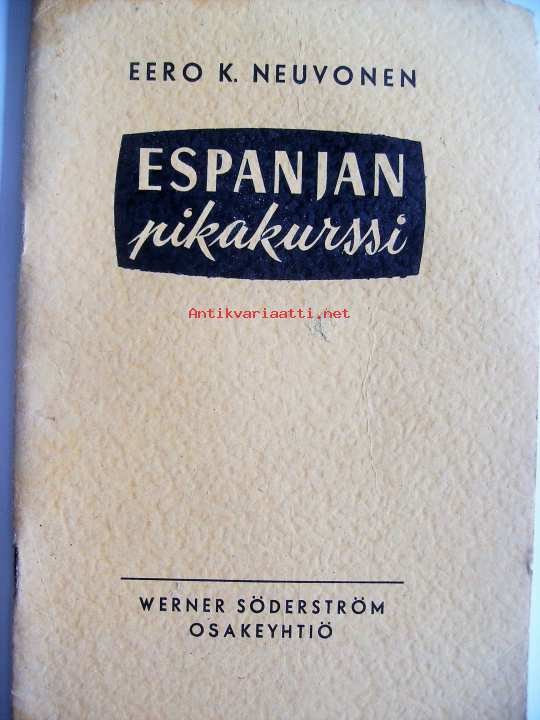 EERO K. NEUVONEN
ESPANJAN
pikakurssi
Antikvariaatti.net
WERNER SÖDERSTRÖM
OSAKEYHTIÖ